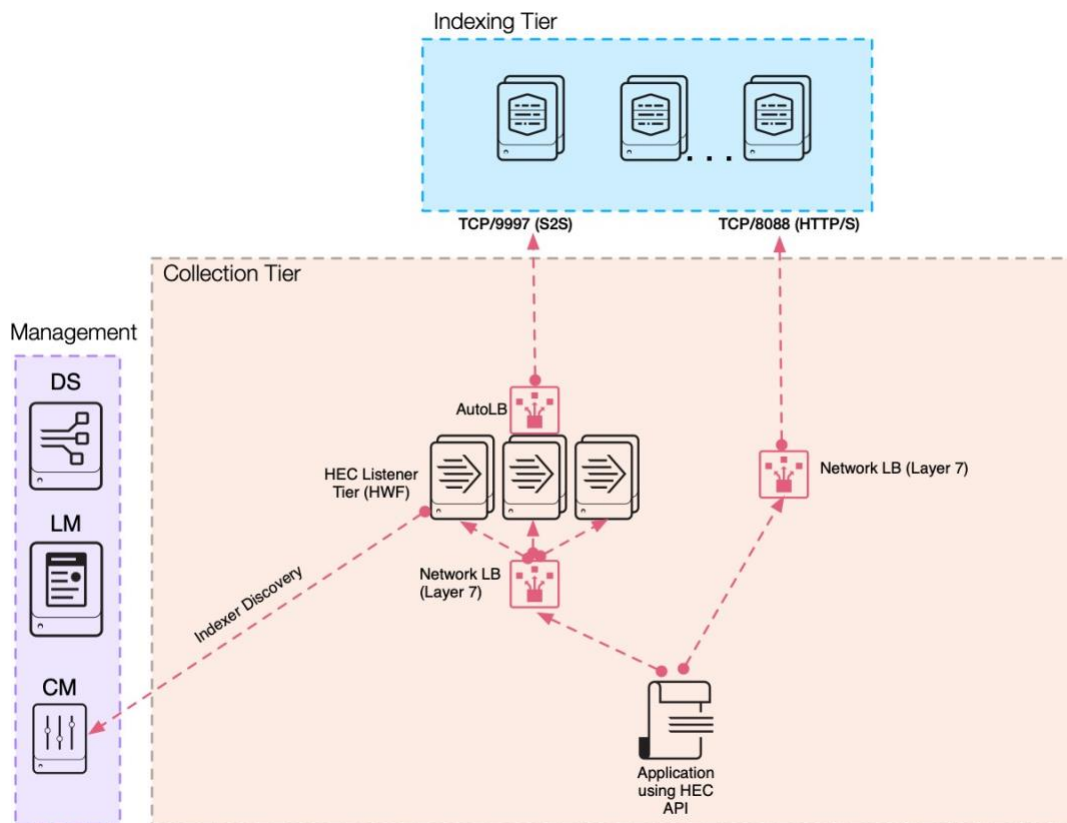 Indexing Tier
. . .
TCP/9997 (S2S)
TCP/8088 (HTTP/S)
Collection Tier
Management
DS
LM
CM
AutoLB
HEC Listener
Tier (HWF)
Network LB (Layer 7)
Network LB
(Layer 7)
Indexer Discovery
Application
using HEC
API